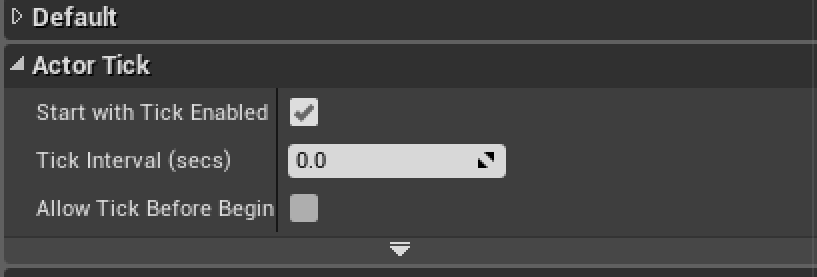 Default
Actor Tick
Start with Tick Enabled
Tick Interval (secs) 0.0
Allow Tick Before Begin